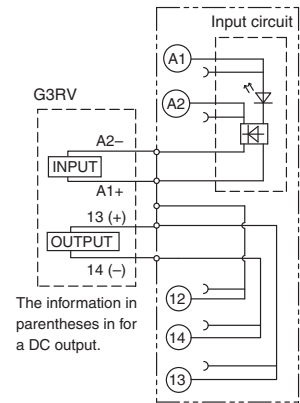 Input circuit
A1
G3RV
A2
A2−
INPUT
A1+
13 (+)
OUTPUT
14 (−)
The information in
parentheses in for
a DC output.
12
14
13